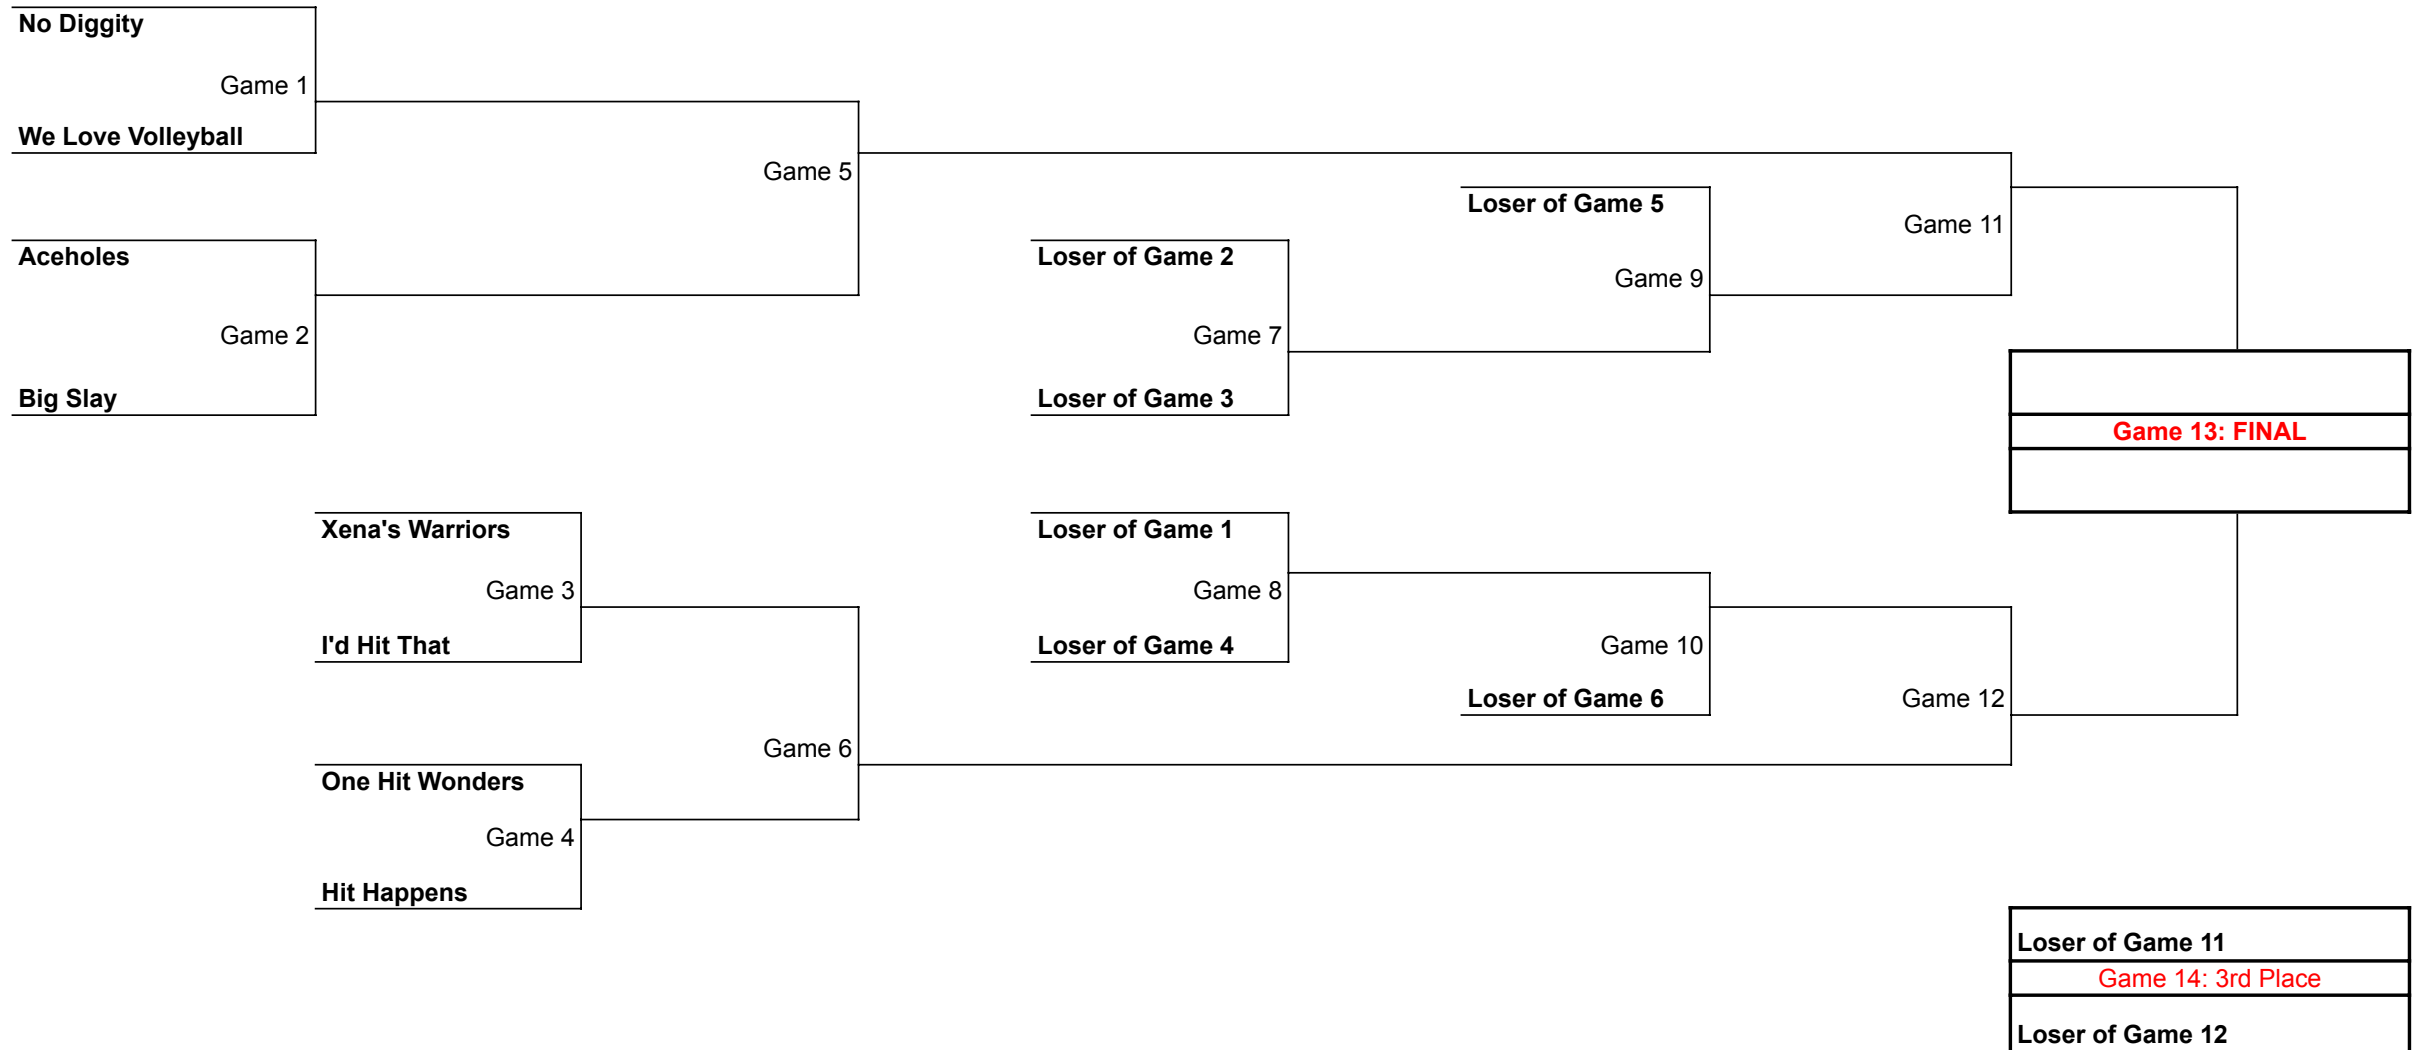 No Diggity
Game 1
We Love Volleyball
Game 5
Aceholes
Game 2
Big Slay
Loser of Game 2
Game 7
Loser of Game 3
Loser of Game 5
Game 9
Game 11
Game 13: FINAL
Xena's Warriors
Game 3
I'd Hit That
Game 6
One Hit Wonders
Game 4
Hit Happens
Loser of Game 1
Game 8
Loser of Game 4
Game 10
Loser of Game 6
Game 12
Loser of Game 11
Game 14: 3rd Place
Loser of Game 12